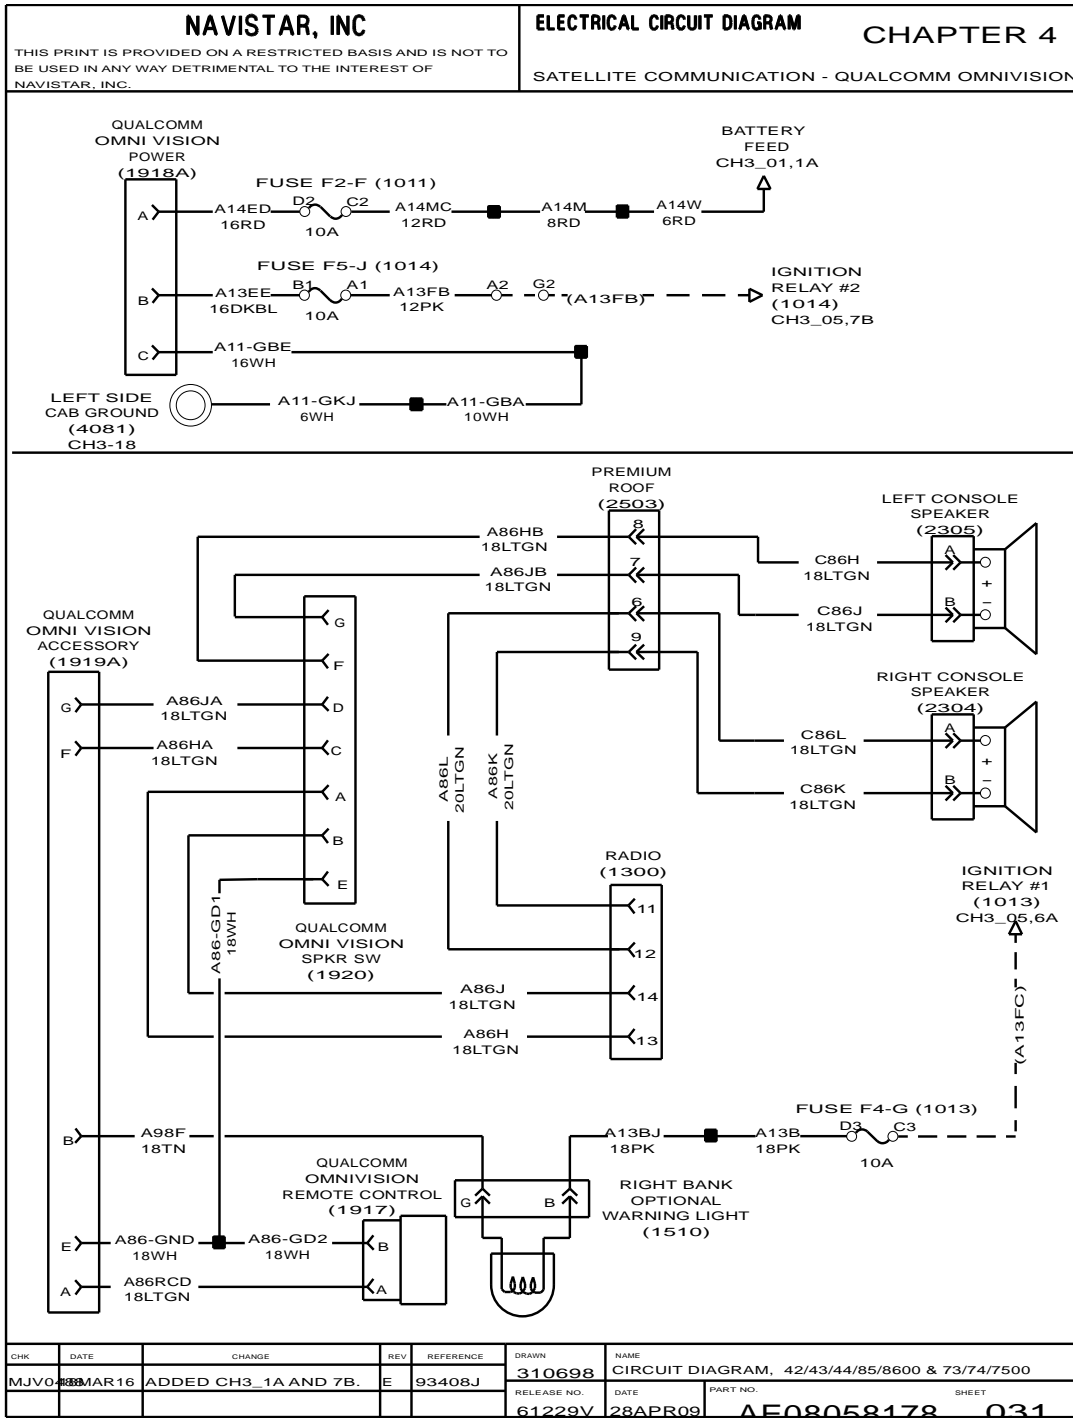 NAVISTAR, INC
THIS PRINT IS PROVIDED ON A RESTRICTED BASIS AND IS NOT TO
BE USED IN ANY WAY DETRIMENTAL TO THE INTEREST OF
NAVISTAR, INC.
ELECTRICAL CIRCUIT DIAGRAM
CHAPTER 4
SATELLITE COMMUNICATION - QUALCOMM OMNIVISION
QUALCOMM
OMNI VISION
POWER
(1918A)
BATTERY
FEED
CH3_01,1A
FUSE F2-F (1011)
A
A14ED
16RD
D2
C2
10A
A14MC
12RD
A14M
8RD
A14W
6RD
FUSE F5-J (1014)
B
A13EE
16DKBL
B1
A1
10A
A13FB
12PK
A2
G2
(A13FB)
IGNITION
RELAY #2
(1014)
CH3_05,7B
C
A11-GBE
16WH
LEFT SIDE
CAB GROUND
(4081)
CH3-18
A11-GKJ
6WH
A11-GBA
10WH
PREMIUM
ROOF
(2503)
8
7
6
9
LEFT CONSOLE
SPEAKER
(2305)
A
+
B
–
A86HB
18LTGN
A86JB
18LTGN
C86H
18LTGN
C86J
18LTGN
QUALCOMM
OMNI VISION
ACCESSORY
(1919A)
G
F
D
C
A
B
E
RIGHT CONSOLE
SPEAKER
(2304)
A
+
B
–
G
A86JA
18LTGN
F
A86HA
18LTGN
A86L
20LTGN
A86K
20LTGN
C86L
18LTGN
C86K
18LTGN
RADIO
(1300)
11
12
14
13
IGNITION
RELAY #1
(1013)
CH3_05,6A
A86-GD1
18WH
QUALCOMM
OMNI VISION
SPKR SW
(1920)
A86J
18LTGN
A86H
18LTGN
(A13FC)
FUSE F4-G (1013)
B
A98F
18TN
A13BJ
18PK
A13B
18PK
D3
C3
10A
QUALCOMM
OMNIVISION
REMOTE CONTROL
(1917)
G
B
RIGHT BANK
OPTIONAL
WARNING LIGHT
(1510)
E
A86-GND
18WH
A86-GD2
18WH
B
A
A86RCD
18LTGN
A
CHK DATE CHANGE REV REFERENCE
ADDED CH3_1A AND 7B. E 93408J
DRAWN
310698
NAME
CIRCUIT DIAGRAM, 42/43/44/85/8600 & 73/74/7500
RELEASE NO.
61229V
DATE
28APR09
PART NO.
AE08058178
SHEET
031